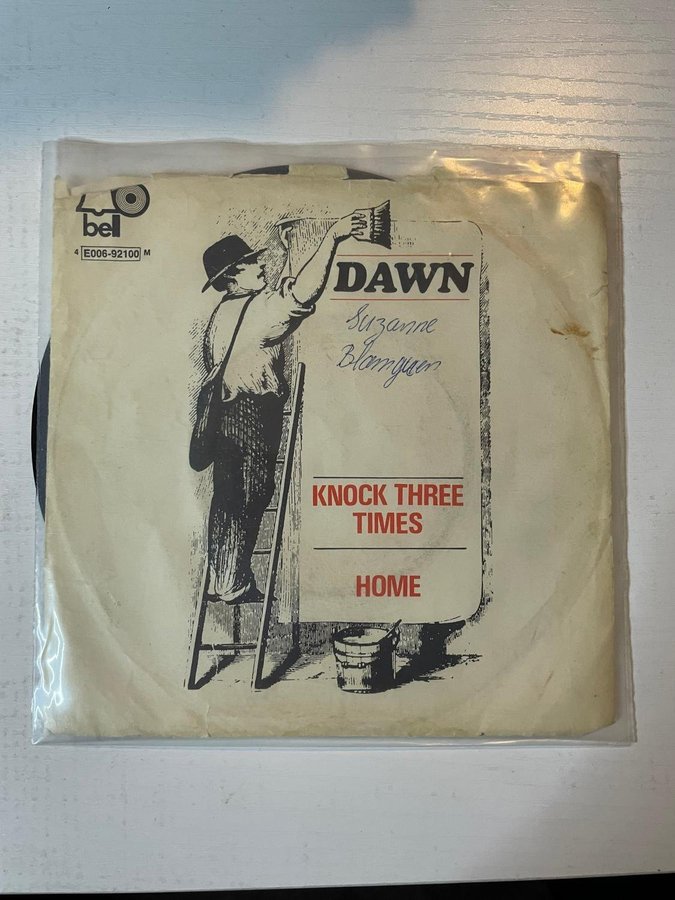 bell
4 E006-92100 M
DAWN
Suzanne
KNOCK THREE
TIMES
HOME